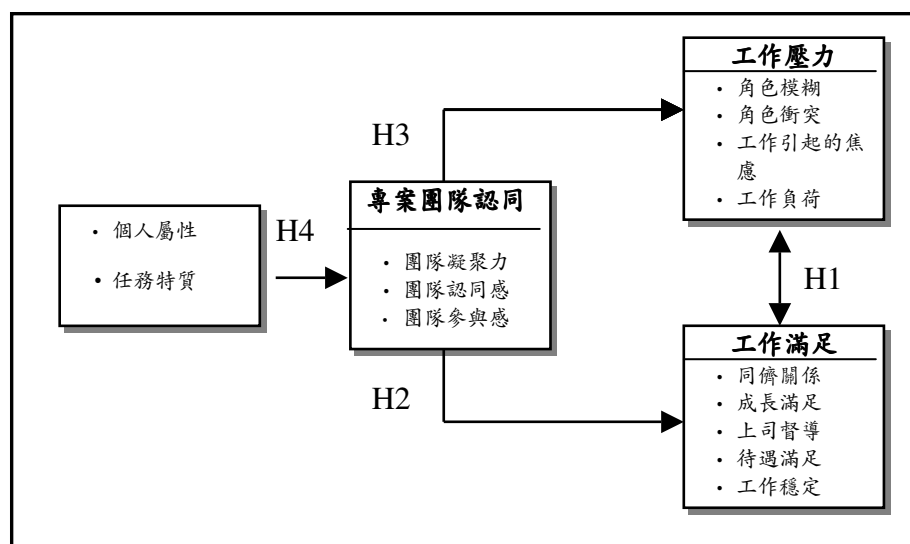 工作壓力
• 角色模糊
• 角色衝突
• 工作引起的焦
慮
• 工作負荷
H3
專案團隊認同
• 團隊凝聚力
• 團隊認同感
• 團隊參與感
• 個人屬性
• 任務特質
H4
H1
H2
工作滿足
• 同儕關係
• 成長滿足
• 上司督導
• 待遇滿足
• 工作穩定